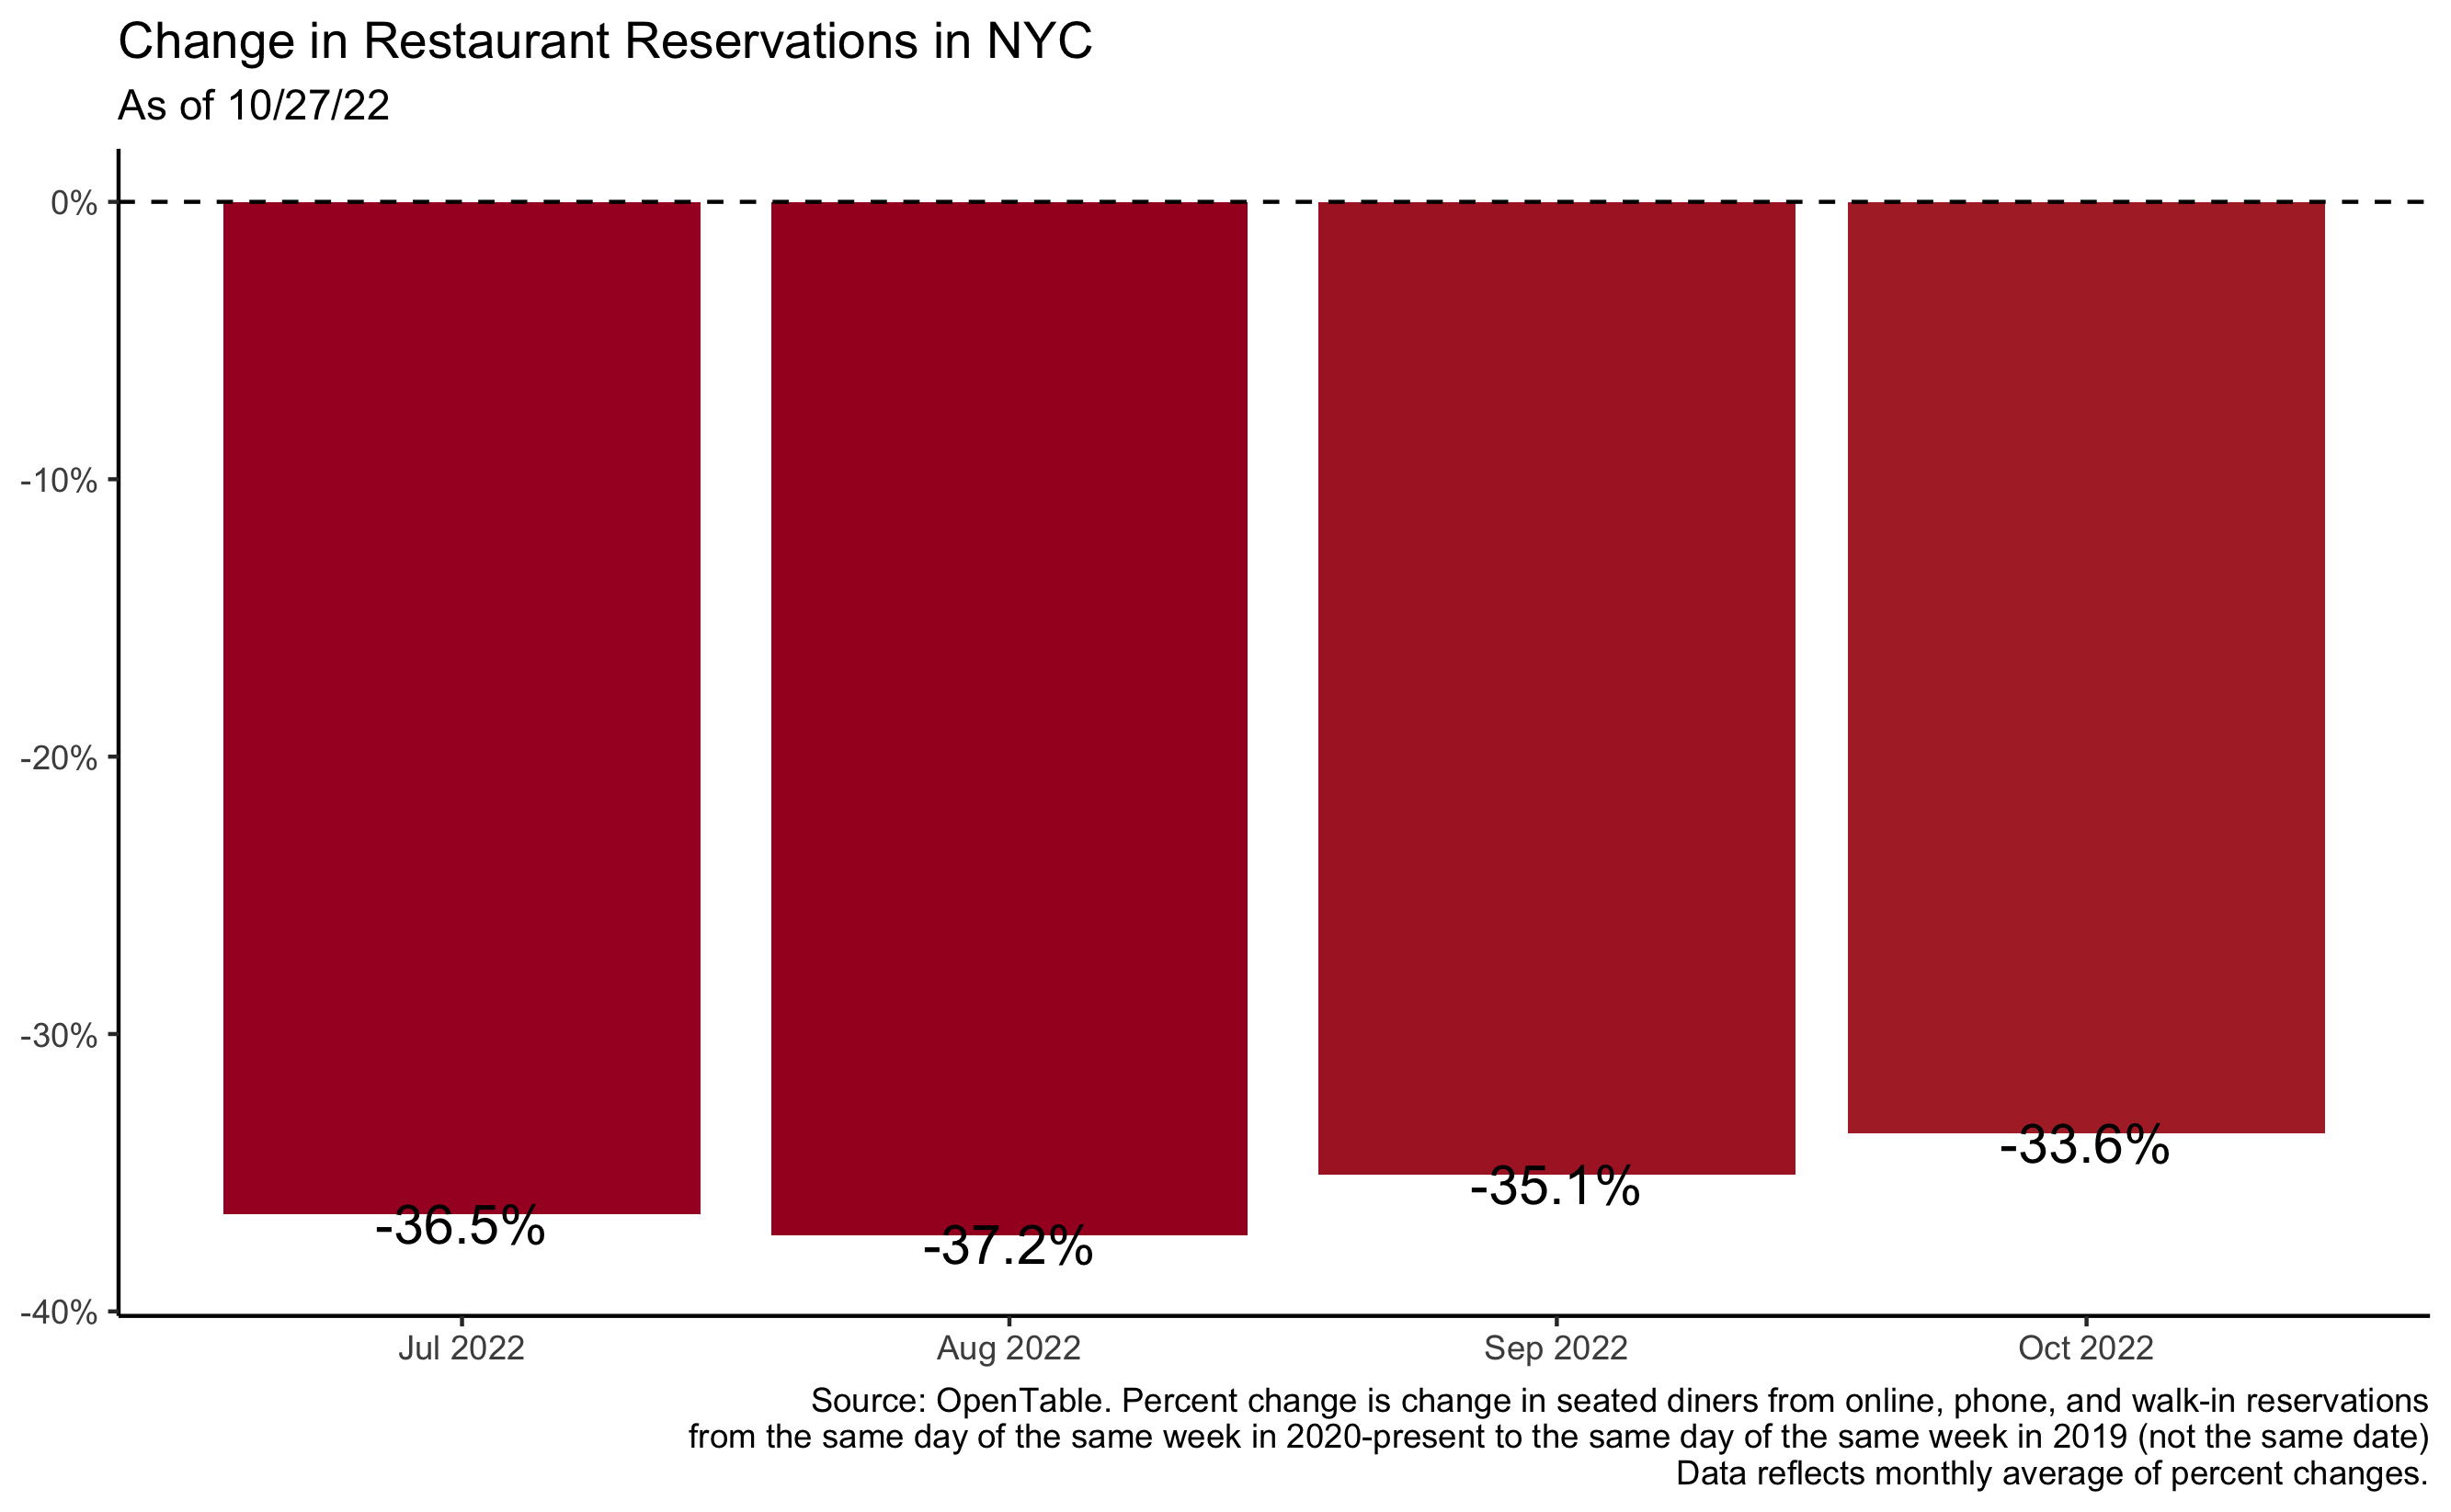 Change in Restaurant Reservations in NYC
As of 10/27/22
0%
-10%
-20%
-30%
-40%
-36.5%
-37.2%
-35.1%
-33.6%
Jul 2022
Aug 2022
Sep 2022
Oct 2022
Source: OpenTable. Percent change is change in seated diners from online, phone, and walk-in reservations
from the same day of the same week in 2020-present to the same day of the same week in 2019 (not the same date)
Data reflects monthly average of percent changes.